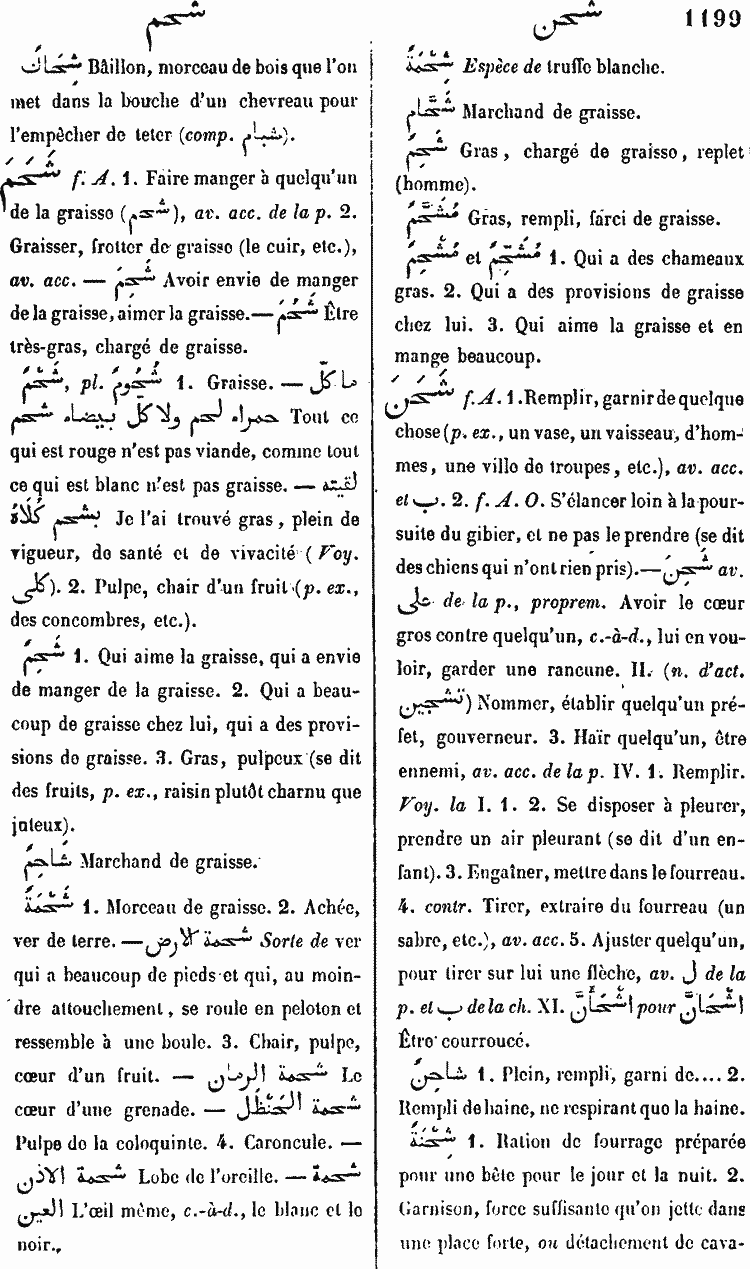 شحم
شحن 1199
شُحَاكٌ Bâillon, morceau de bois que l'on
met dans la bouche d'un chevreau pour
l'empêcher de teter (comp. شبام).
شَحَمَ f. A. 1. Faire manger à quelqu'un
de la graisse (شحم), av. acc. de la p. 2.
Graisser, frotter de graisse (le cuir, etc.),
av. acc. — شَحِمَ Avoir envie de manger
de la graisse, aimer la graisse. — شَحُمَ Être
très-gras, chargé de graisse.
شَحْمٌ, pl. شُحُومٌ 1. Graisse. — ما كلّ
حمراء لحم ولا كلّ بيضاء شحم Tout ce
qui est rouge n'est pas viande, comme tout
ce qui est blanc n'est pas graisse. — لقيته
بشحم كُلَاهُ Je l'ai trouvé gras, plein de
vigueur, de santé et de vivacité (Voy.
كلى). 2. Pulpe, chair d'un fruit (p. ex.,
des concombres, etc.).
شَحِمٌ 1. Qui aime la graisse, qui a envie
de manger de la graisse. 2. Qui a beau-
coup de graisse chez lui, qui a des provi-
sions de graisse. 3. Gras, pulpeux (se dit
des fruits, p. ex., raisin plutôt charnu que
juteux).
شَاحِمٌ Marchand de graisse.
شَحْمَةٌ 1. Morceau de graisse. 2. Achée,
ver de terre. — شحمة الارض Sorte de ver
qui a beaucoup de pieds et qui, au moin-
dre attouchement, se roule en peloton et
ressemble à une boule. 3. Chair, pulpe,
cœur d'un fruit. — شحمة الرمان Le
cœur d'une grenade. — شحمة الحَنْظَل
Pulpe de la coloquinte. 4. Caroncule. —
شحمة الاذن Lobe de l'oreille. — شحمة
العين L'œil même, c.-à-d., le blanc et le
noir.
شَحِمَةٌ Espèce de truffe blanche.
شَحَّامٌ Marchand de graisse.
شَحِيمٌ Gras, chargé de graisse, replet
(homme).
مُشَحَّمٌ Gras, rempli, farci de graisse.
مُشْحِمٌ et مُشَحِّمٌ 1. Qui a des chameaux
gras. 2. Qui a des provisions de graisse
chez lui. 3. Qui aime la graisse et en
mange beaucoup.
شَحَنَ f. A. 1. Remplir, garnir de quelque
chose (p. ex., un vase, un vaisseau, d'hom-
mes, une ville de troupes, etc.), av. acc.
et ب. 2. f. A. O. S'élancer loin à la pour-
suite du gibier, et ne pas le prendre (se dit
des chiens qui n'ont rien pris). — شَحِنَ av.
على de la p., proprem. Avoir le cœur
gros contre quelqu'un, c.-à-d., lui en vou-
loir, garder une rancune. II. (n. d'act.
تشحين) Nommer, établir quelqu'un pré-
fet, gouverneur. 3. Haïr quelqu'un, être
ennemi, av. acc. de la p. IV. 1. Remplir.
Voy. la I. 1. 2. Se disposer à pleurer,
prendre un air pleurant (se dit d'un en-
fant). 3. Engaîner, mettre dans le fourreau.
4. contr. Tirer, extraire du fourreau (un
sabre, etc.), av. acc. 5. Ajuster quelqu'un,
pour tirer sur lui une flèche, av. ل de la
p. et ب de la ch. XI. اشْحَأَنَّ pour اشْحَانَّ
Être courroucé.
شاحِنٌ 1. Plein, rempli, garni de.... 2.
Rempli de haine, ne respirant que la haine.
شَحْنَةٌ 1. Ration de fourrage préparée
pour une bête pour le jour et la nuit. 2.
Garnison, force suffisante qu'on jette dans
une place forte, ou détachement de cava-